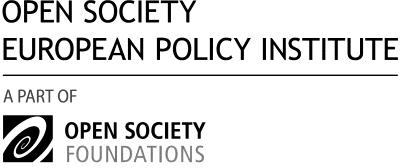 OPEN SOCIETY
EUROPEAN POLICY INSTITUTE
A PART OF
OPEN SOCIETY
FOUNDATIONS